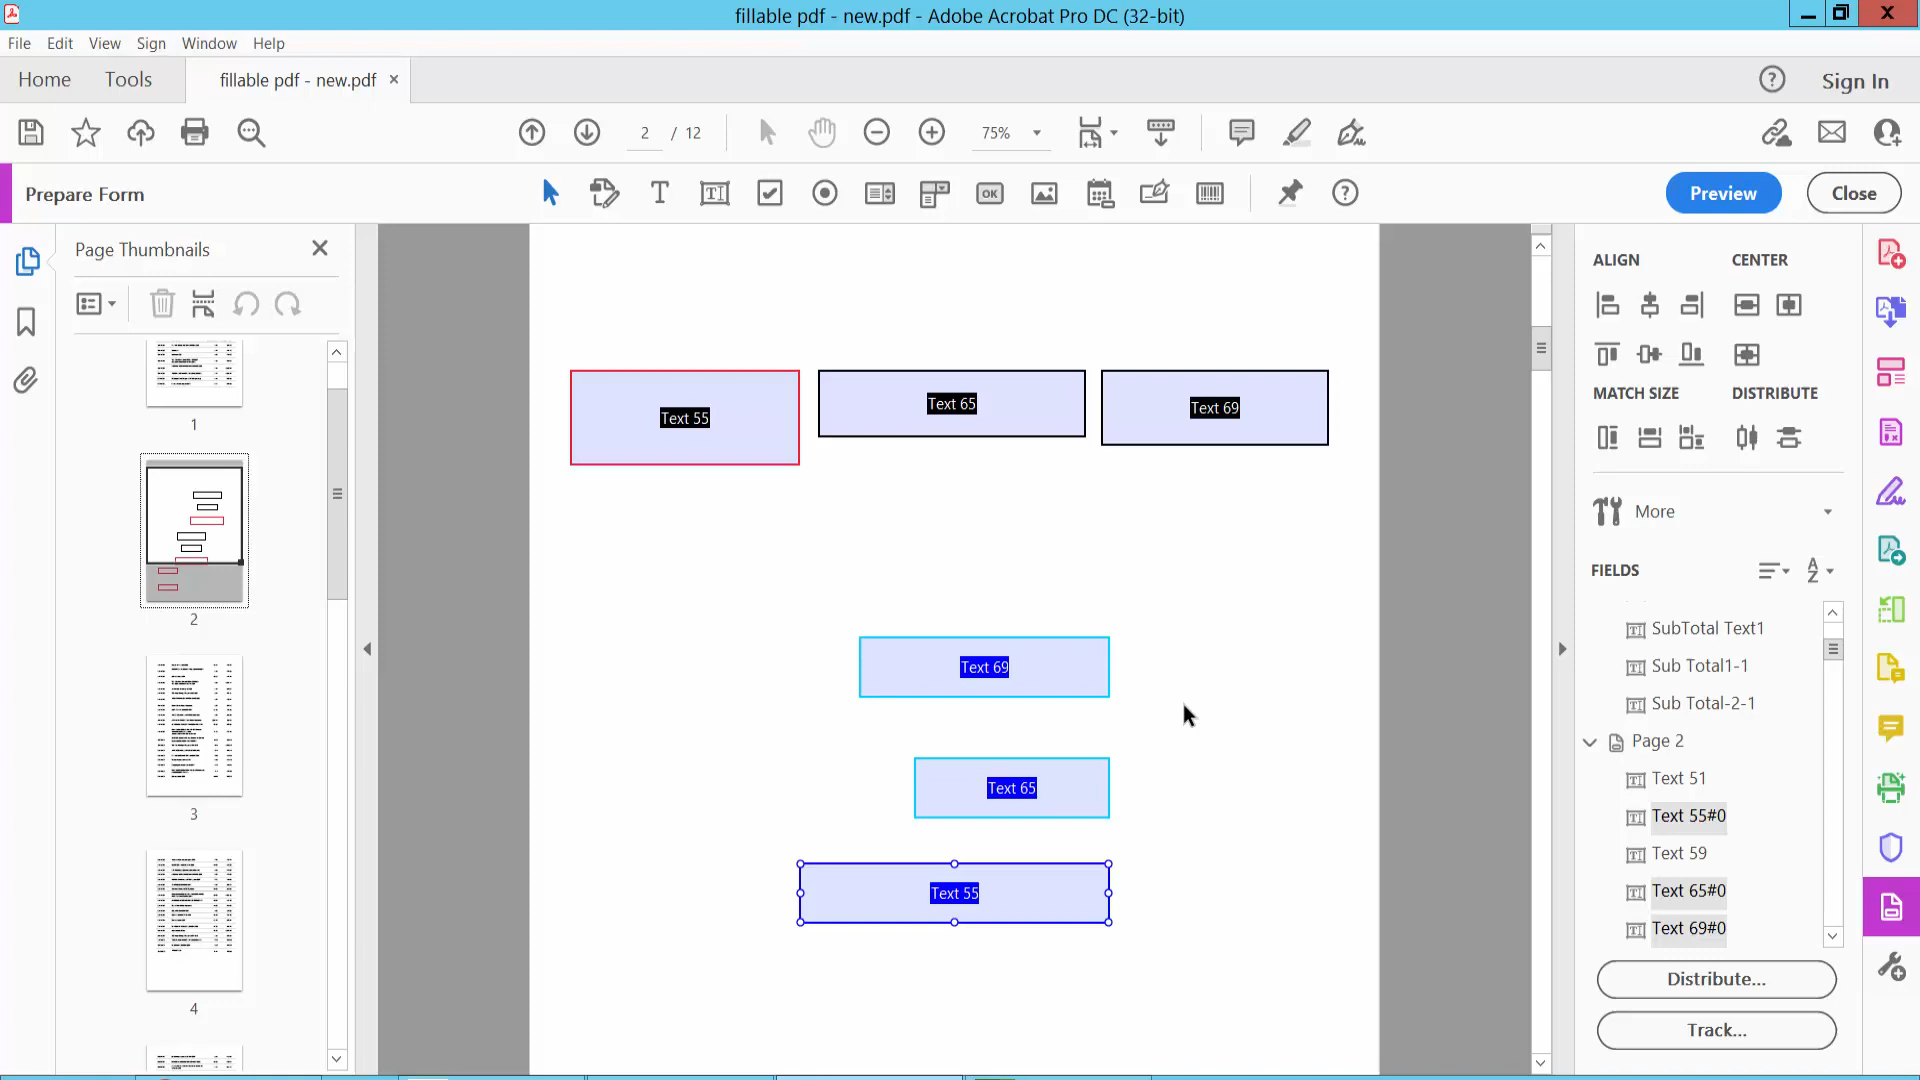 fillable pdf - new.pdf - Adobe Acrobat Pro DC (32-bit)
File Edit View Sign Window Help
Home Tools fillable pdf - new.pdf × Sign In
2 / 12 75%
Prepare Form T OK Preview Close
Page Thumbnails
1
2
3
4
Text 55
Text 65
Text 69
Text 69
Text 65
Text 55
ALIGN CENTER
MATCH SIZE DISTRIBUTE
More
FIELDS
SubTotal Text1
Sub Total1-1
Sub Total-2-1
Page 2
Text 51
Text 55#0
Text 59
Text 65#0
Text 69#0
Distribute...
Track...